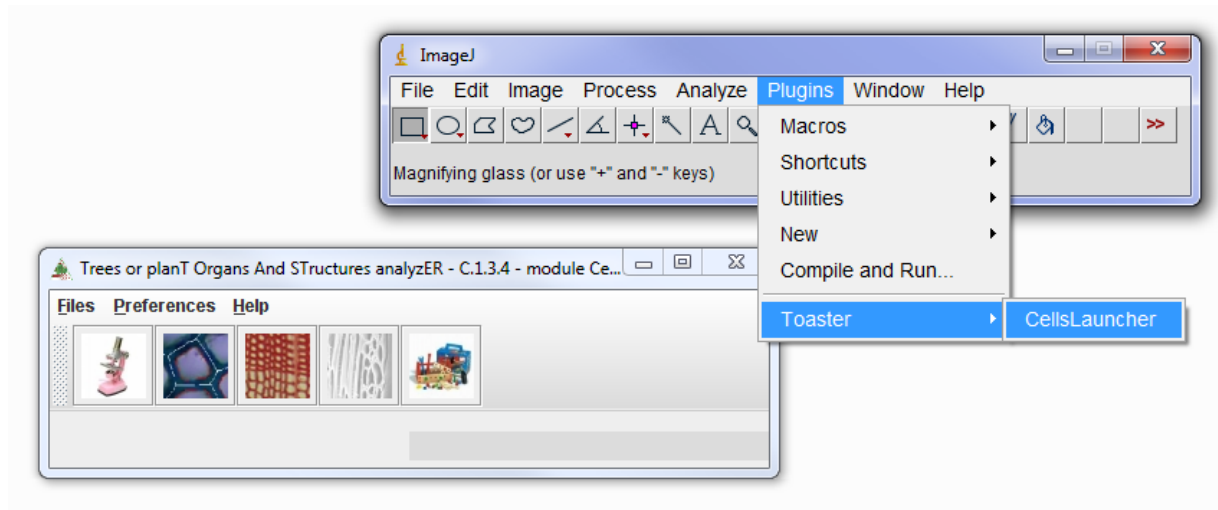 ImageJ
File Edit Image Process Analyze Plugins Window Help
A
>>
Magnifying glass (or use "+" and "-" keys)
Macros
Shortcuts
Utilities
New
Compile and Run...
Toaster
CellsLauncher
Trees or planT Organs And STructures analyzER - C.1.3.4 - module Ce...
Files Preferences Help